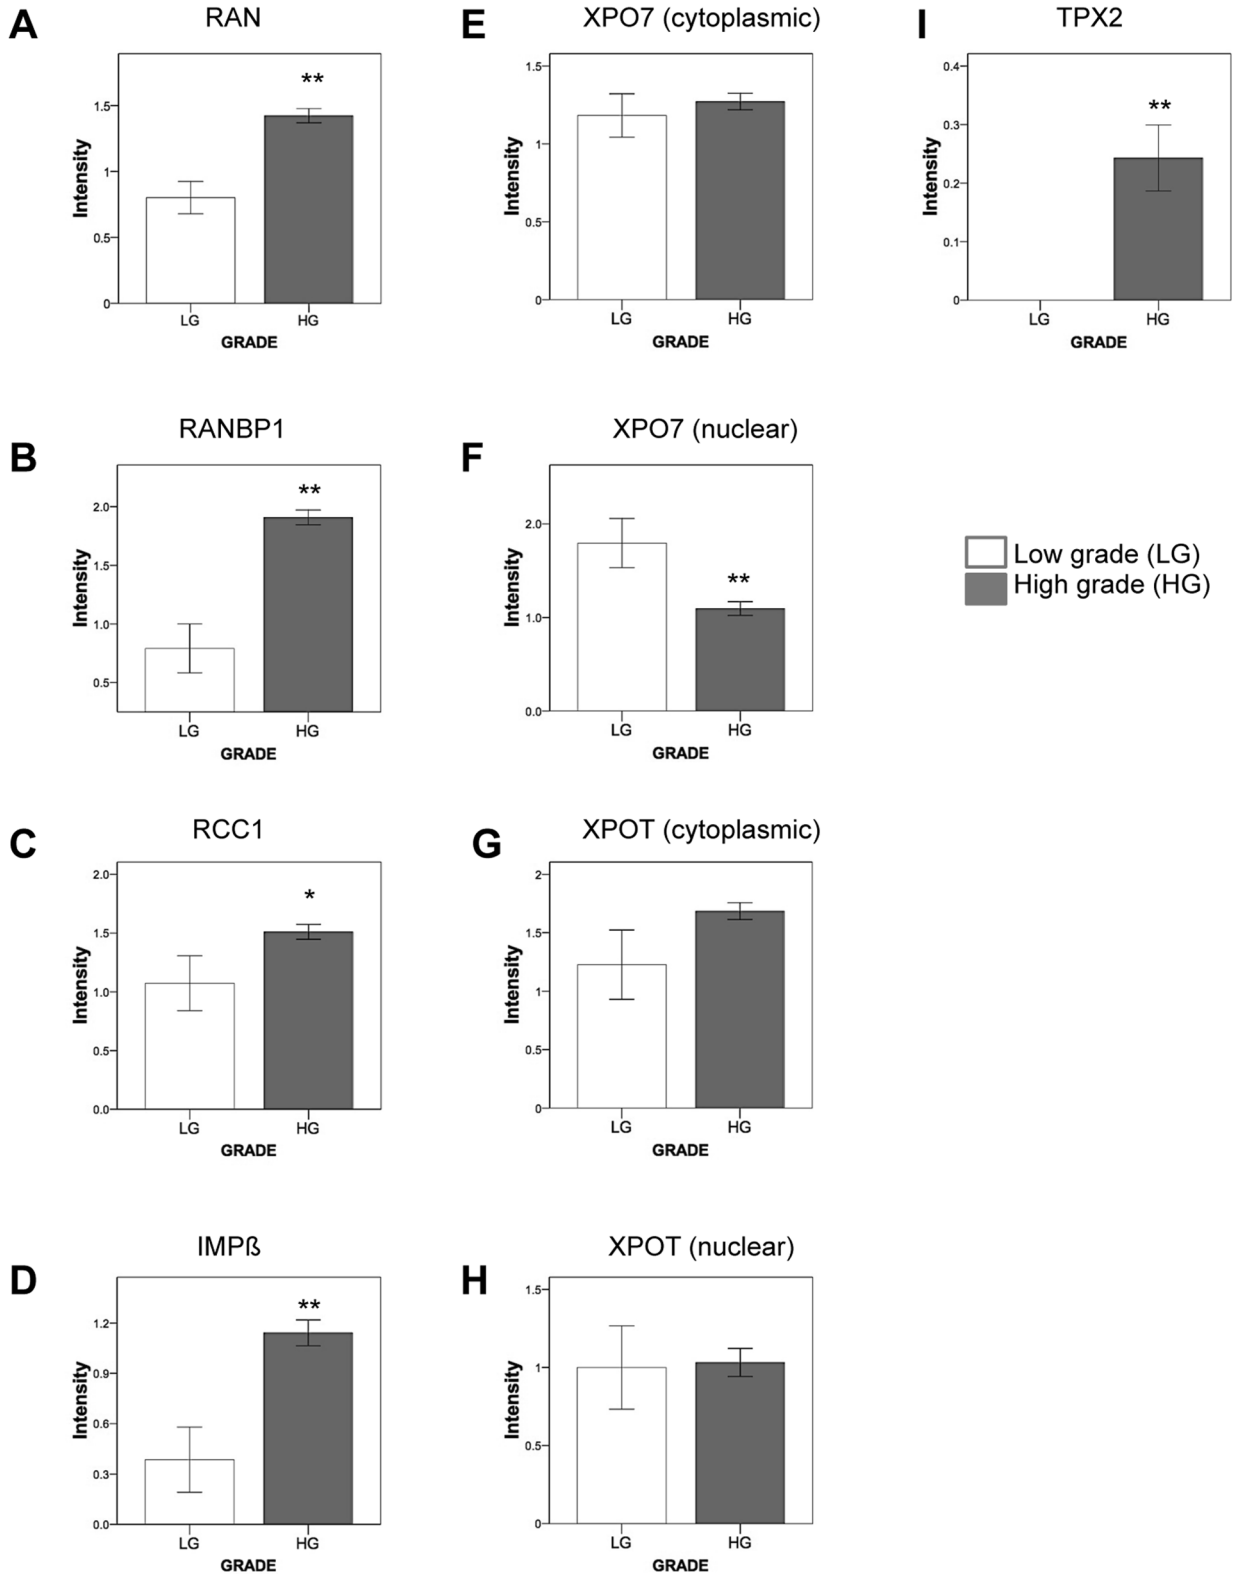 A
RAN
**
1.5
1
0.5
0
Intensity
LG
HG
GRADE
E
XPO7 (cytoplasmic)
1.5
1
0.5
0
Intensity
LG
HG
GRADE
I
TPX2
**
0.4
0.3
0.2
0.1
0
Intensity
LG
HG
GRADE
B
RANBP1
**
2.0
1.5
1.0
0.5
Intensity
LG
HG
GRADE
F
XPO7 (nuclear)
**
2.0
1.0
0.0
Intensity
LG
HG
GRADE
Low grade (LG)
High grade (HG)
C
RCC1
*
2.0
1.5
1.0
0.5
0.0
Intensity
LG
HG
GRADE
G
XPOT (cytoplasmic)
2
1.5
1
0.5
0
Intensity
LG
HG
GRADE
D
IMPß
**
1.2
0.9
0.6
0.3
0.0
Intensity
LG
HG
GRADE
H
XPOT (nuclear)
1.5
1
0.5
0
Intensity
LG
HG
GRADE